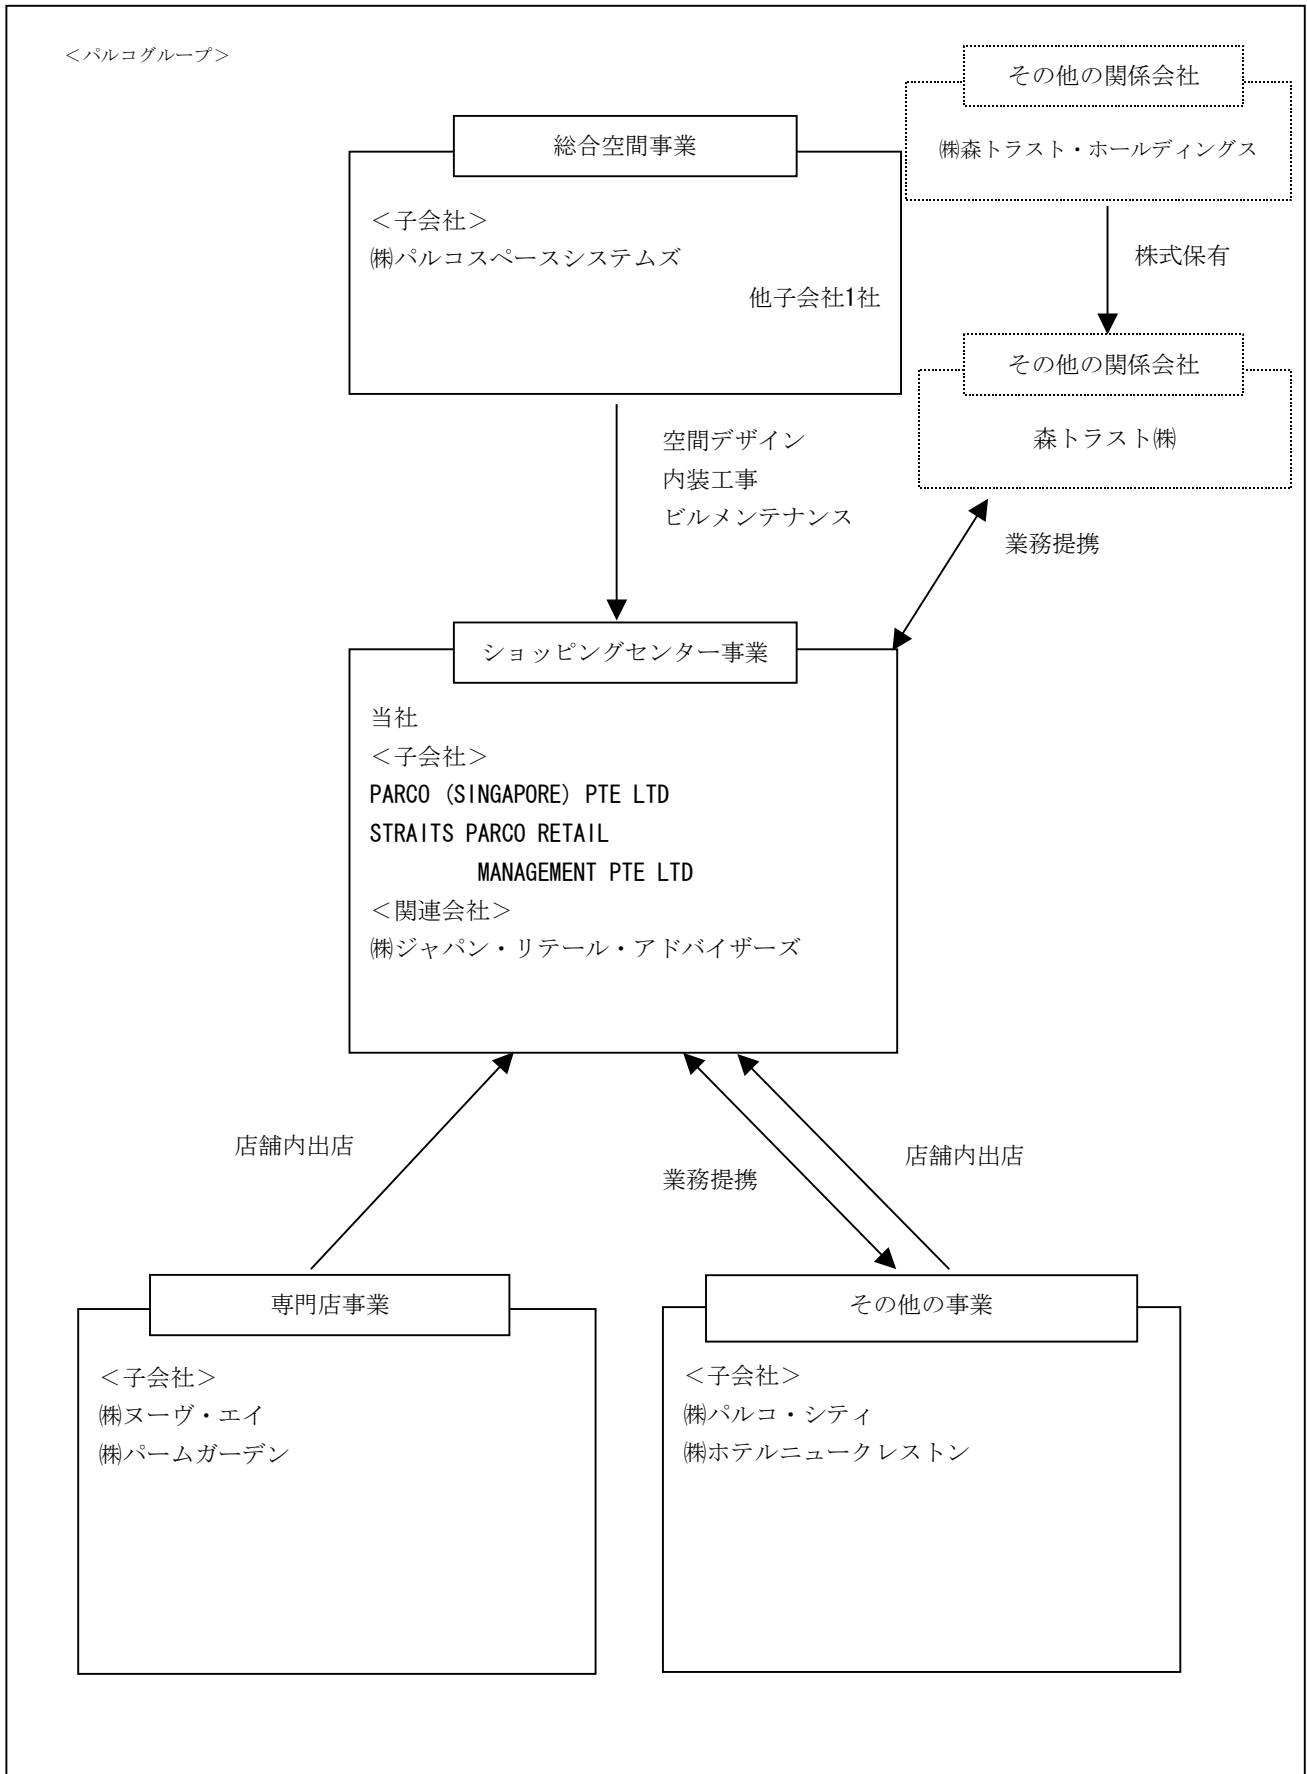 ＜パルコグループ＞
その他の関係会社
㈱森トラスト・ホールディングス
株式保有
総合空間事業
＜子会社＞
㈱パルコスペースシステムズ
他子会社1社
その他の関係会社
森トラスト㈱
空間デザイン
内装工事
ビルメンテナンス
業務提携
ショッピングセンター事業
当社
＜子会社＞
PARCO (SINGAPORE) PTE LTD
STRAITS PARCO RETAIL
MANAGEMENT PTE LTD
＜関連会社＞
㈱ジャパン・リテール・アドバイザーズ
店舗内出店
業務提携
店舗内出店
専門店事業
＜子会社＞
㈱ヌーヴ・エイ
㈱パームガーデン
その他の事業
＜子会社＞
㈱パルコ・シティ
㈱ホテルニュークレストン